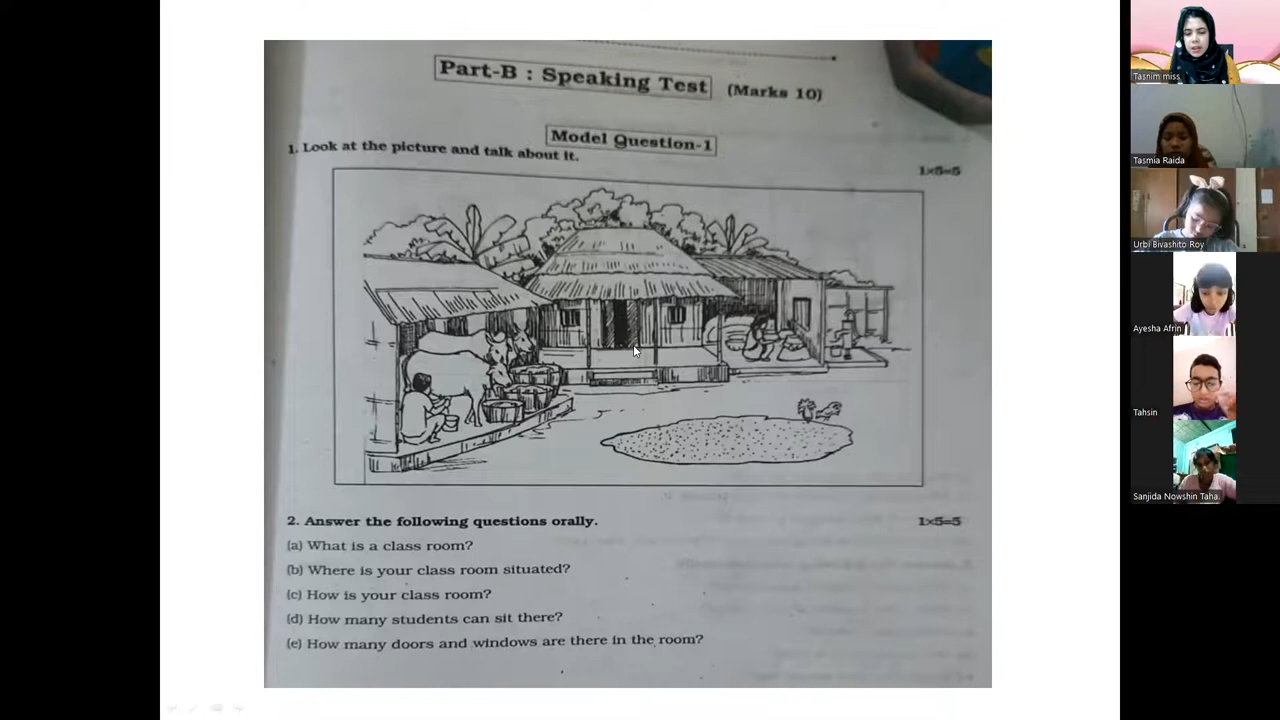 Part-B : Speaking Test (Marks 10)
Model Question-1
1. Look at the picture and talk about it.
1×5=5
2. Answer the following questions orally.
1×5=5
(a) What is a class room?
(b) Where is your class room situated?
(c) How is your class room?
(d) How many students can sit there?
(e) How many doors and windows are there in the room?
Tasnim miss
Tasmia Raida
Urbi Bivashito Roy
Ayesha Afrin
Tahsin
Sanjida Nowshin Taha.